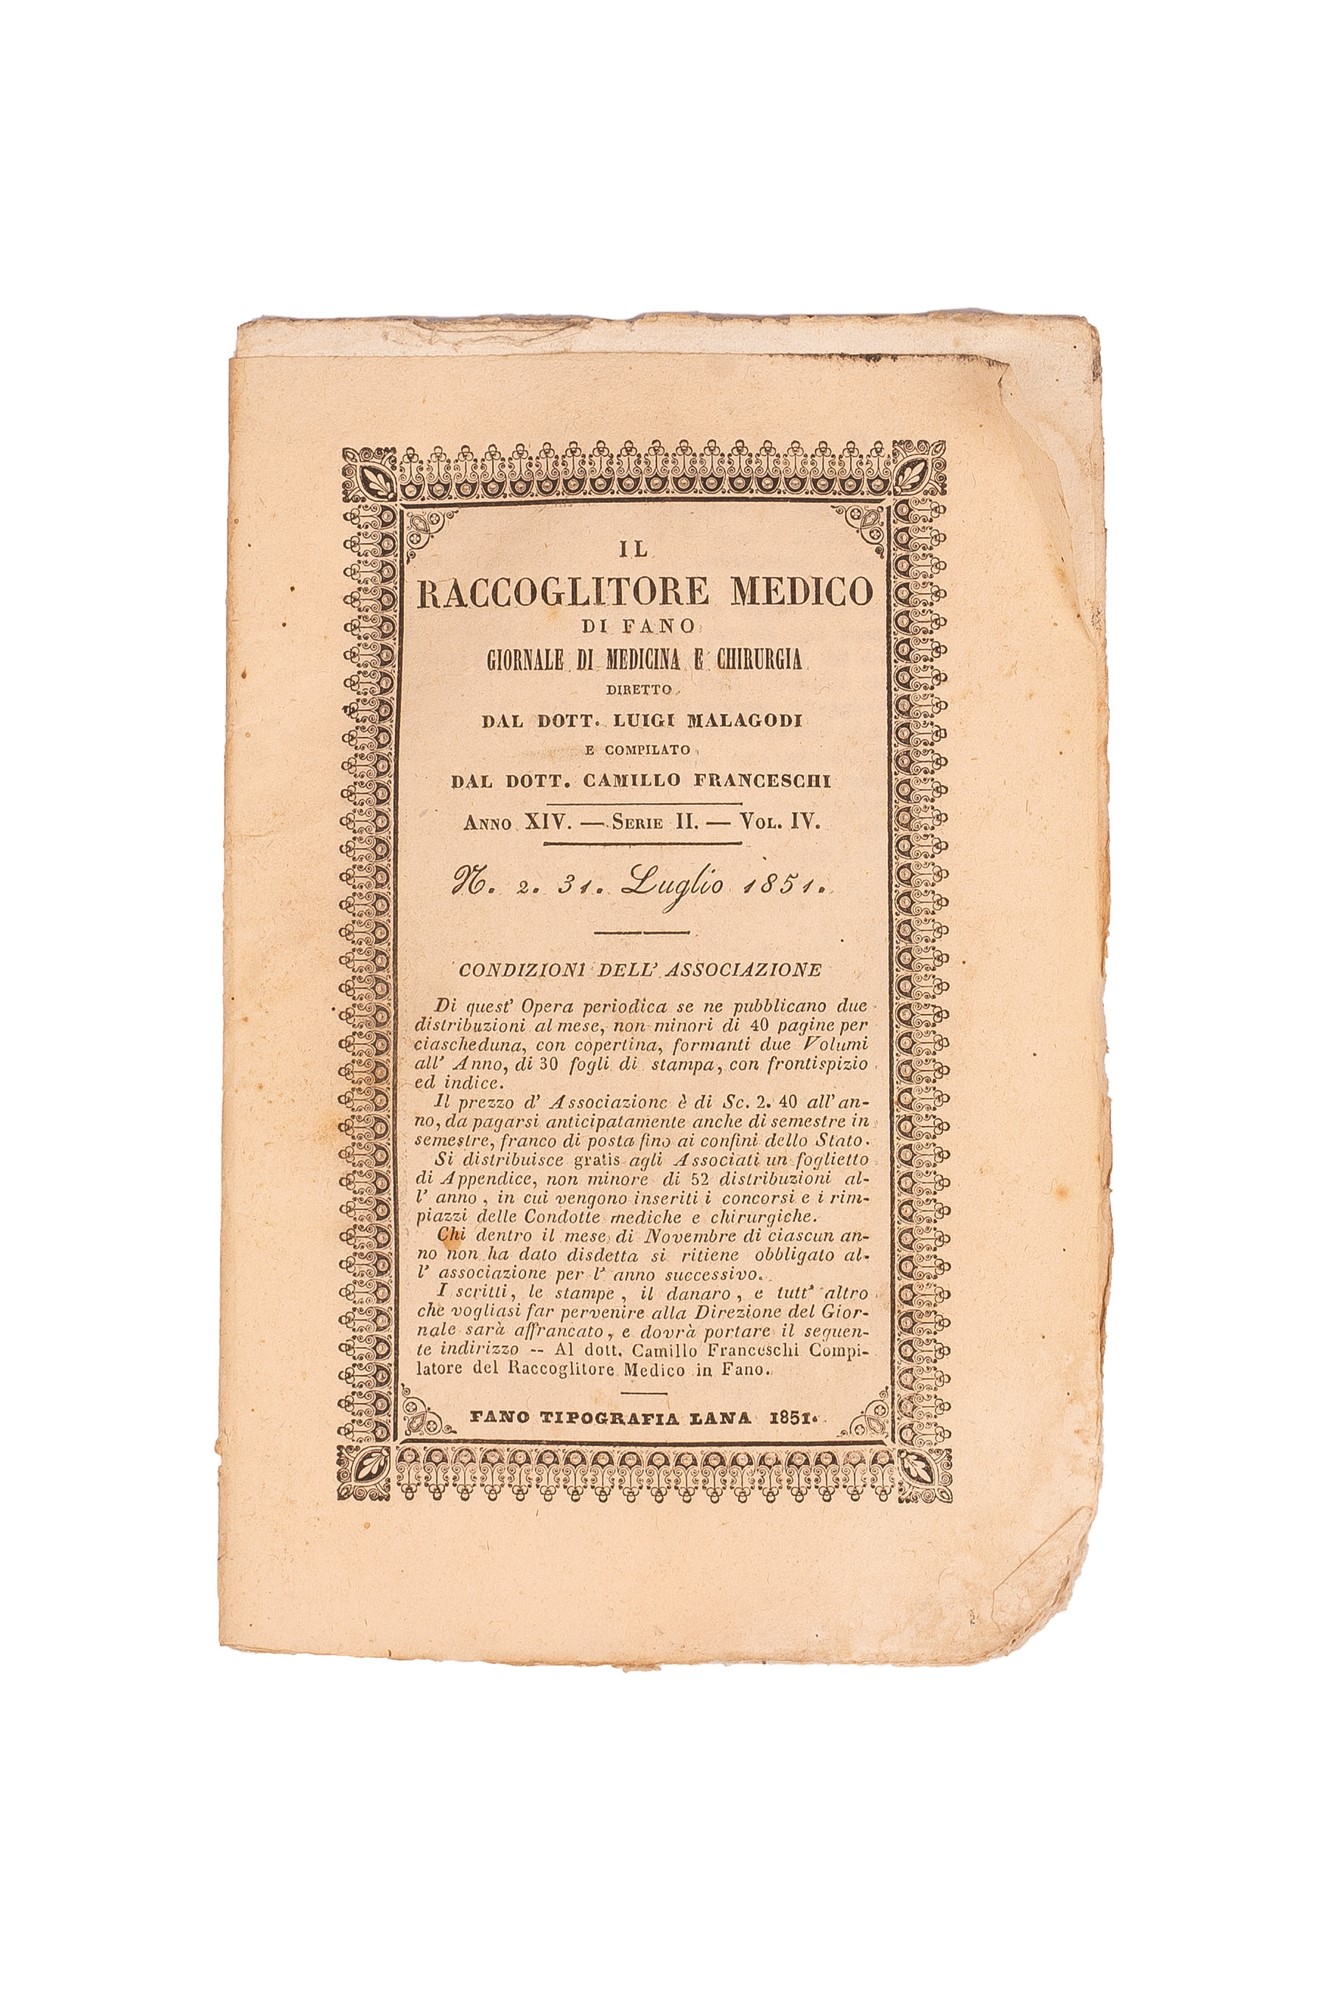 IL
RACCOGLITORE MEDICO
DI FANO
GIORNALE DI MEDICINA E CHIRURGIA
DIRETTO
DAL DOTT. LUIGI MALAGODI
E COMPILATO
DAL DOTT. CAMILLO FRANCESCHI
ANNO XIV. — SERIE II. — VOL. IV.
N. 2. 31. Luglio 1851.
CONDIZIONI DELL' ASSOCIAZIONE
Di quest' Opera periodica se ne pubblicano due
distribuzioni al mese, non minori di 40 pagine per
ciascheduna, con copertina, formanti due Volumi
all' Anno, di 30 fogli di stampa, con frontispizio
ed indice.
Il prezzo d' Associazione è di Sc. 2. 40 all' an-
no, da pagarsi anticipatamente anche di semestre in
semestre, franco di posta fino ai confini dello Stato.
Si distribuisce gratis agli Associati un foglietto
di Appendice, non minore di 52 distribuzioni al-
l' anno, in cui vengono inseriti i concorsi e i rim-
piazzi delle Condotte mediche e chirurgiche.
Chi dentro il mese di Novembre di ciascun an-
no non ha dato disdetta si ritiene obbligato al-
l' associazione per l' anno successivo.
I scritti, le stampe, il danaro, e tutt' altro
che vogliasi far pervenire alla Direzione del Gior-
nale sarà affrancato, e dovrà portare il seguen-
te indirizzo -- Al dott. Camillo Franceschi Compi-
latore del Raccoglitore Medico in Fano.
FANO TIPOGRAFIA LANA 1851.